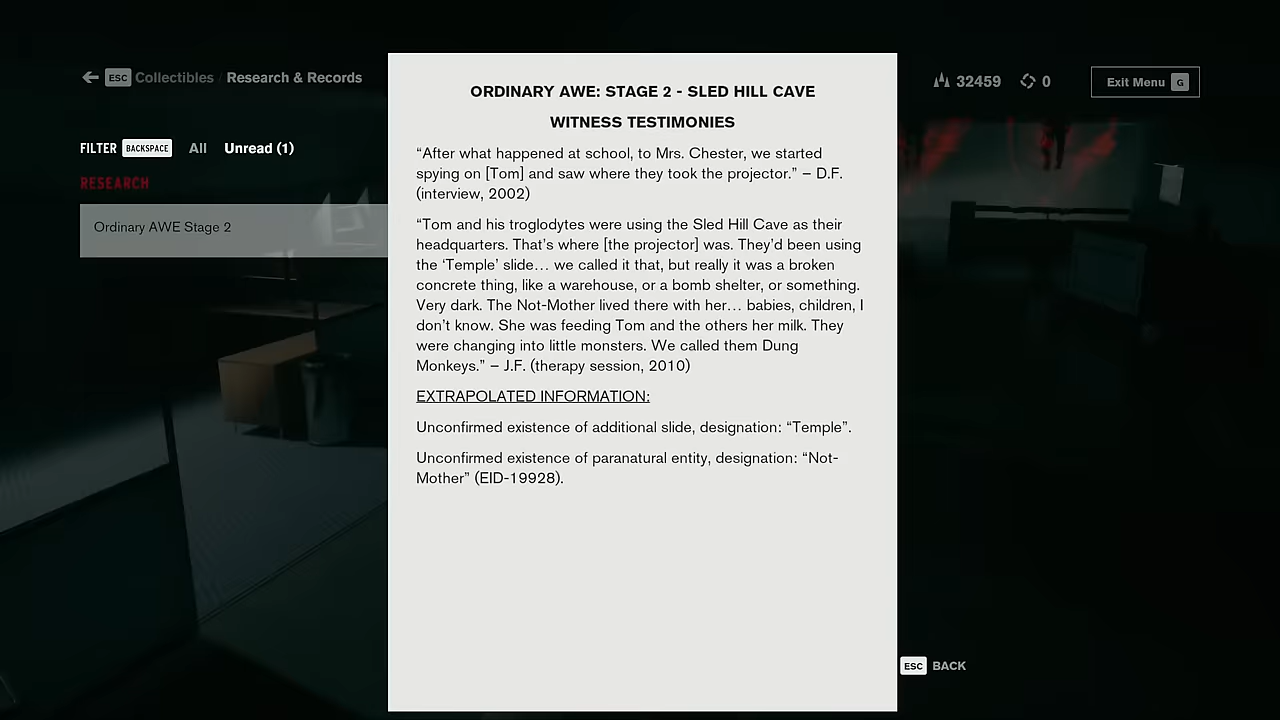 ESC Collectibles / Research & Records
32459
0
Exit Menu G
FILTER BACKSPACE All Unread (1)
RESEARCH
Ordinary AWE Stage 2
ORDINARY AWE: STAGE 2 - SLED HILL CAVE
WITNESS TESTIMONIES
“After what happened at school, to Mrs. Chester, we started
spying on [Tom] and saw where they took the projector.” – D.F.
(interview, 2002)
“Tom and his troglodytes were using the Sled Hill Cave as their
headquarters. That’s where [the projector] was. They’d been using
the ‘Temple’ slide… we called it that, but really it was a broken
concrete thing, like a warehouse, or a bomb shelter, or something.
Very dark. The Not-Mother lived there with her… babies, children, I
don’t know. She was feeding Tom and the others her milk. They
were changing into little monsters. We called them Dung
Monkeys.” – J.F. (therapy session, 2010)
EXTRAPOLATED INFORMATION:
Unconfirmed existence of additional slide, designation: “Temple”.
Unconfirmed existence of paranatural entity, designation: “Not-
Mother” (EID-19928).
ESC BACK